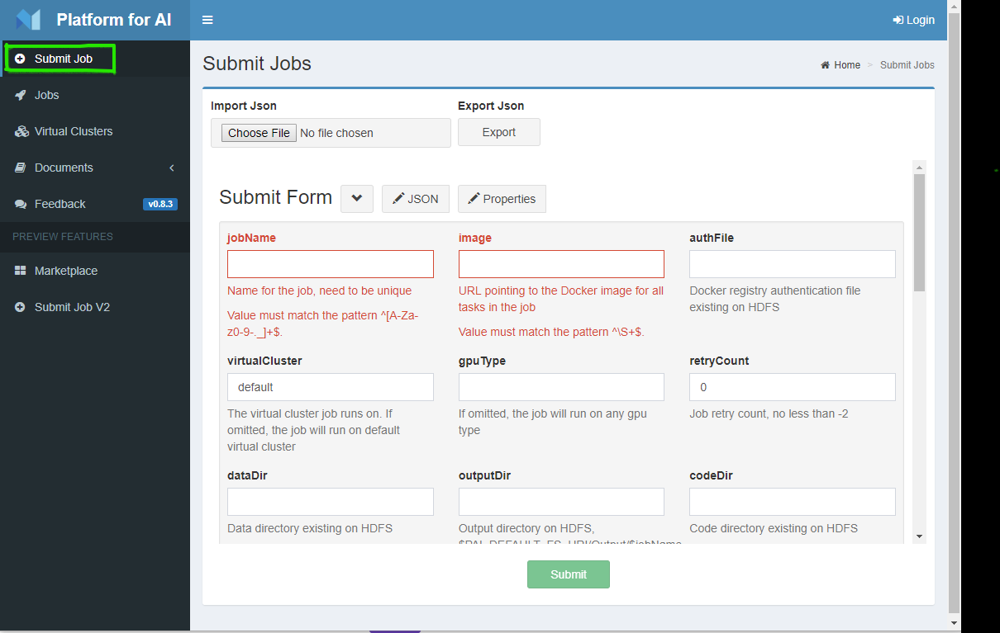 Platform for AI
Login
Submit Job
Jobs
Virtual Clusters
Documents
Feedback
v0.8.3
PREVIEW FEATURES
Marketplace
Submit Job V2
Submit Jobs
Home > Submit Jobs
Import Json
Export Json
Choose File No file chosen
Export
Submit Form
JSON
Properties
jobName
Name for the job, need to be unique
Value must match the pattern ^[A-Za-
z0-9-._]+$.
image
URL pointing to the Docker image for all
tasks in the job
Value must match the pattern ^\S+$.
authFile
Docker registry authentication file
existing on HDFS
virtualCluster
default
The virtual cluster job runs on. If
omitted, the job will run on default
virtual cluster
gpuType
If omitted, the job will run on any gpu
type
retryCount
0
Job retry count, no less than -2
dataDir
Data directory existing on HDFS
outputDir
Output directory on HDFS,
$PAI_DEFAULT_FS_URI/Output/$jobName
codeDir
Code directory existing on HDFS
Submit